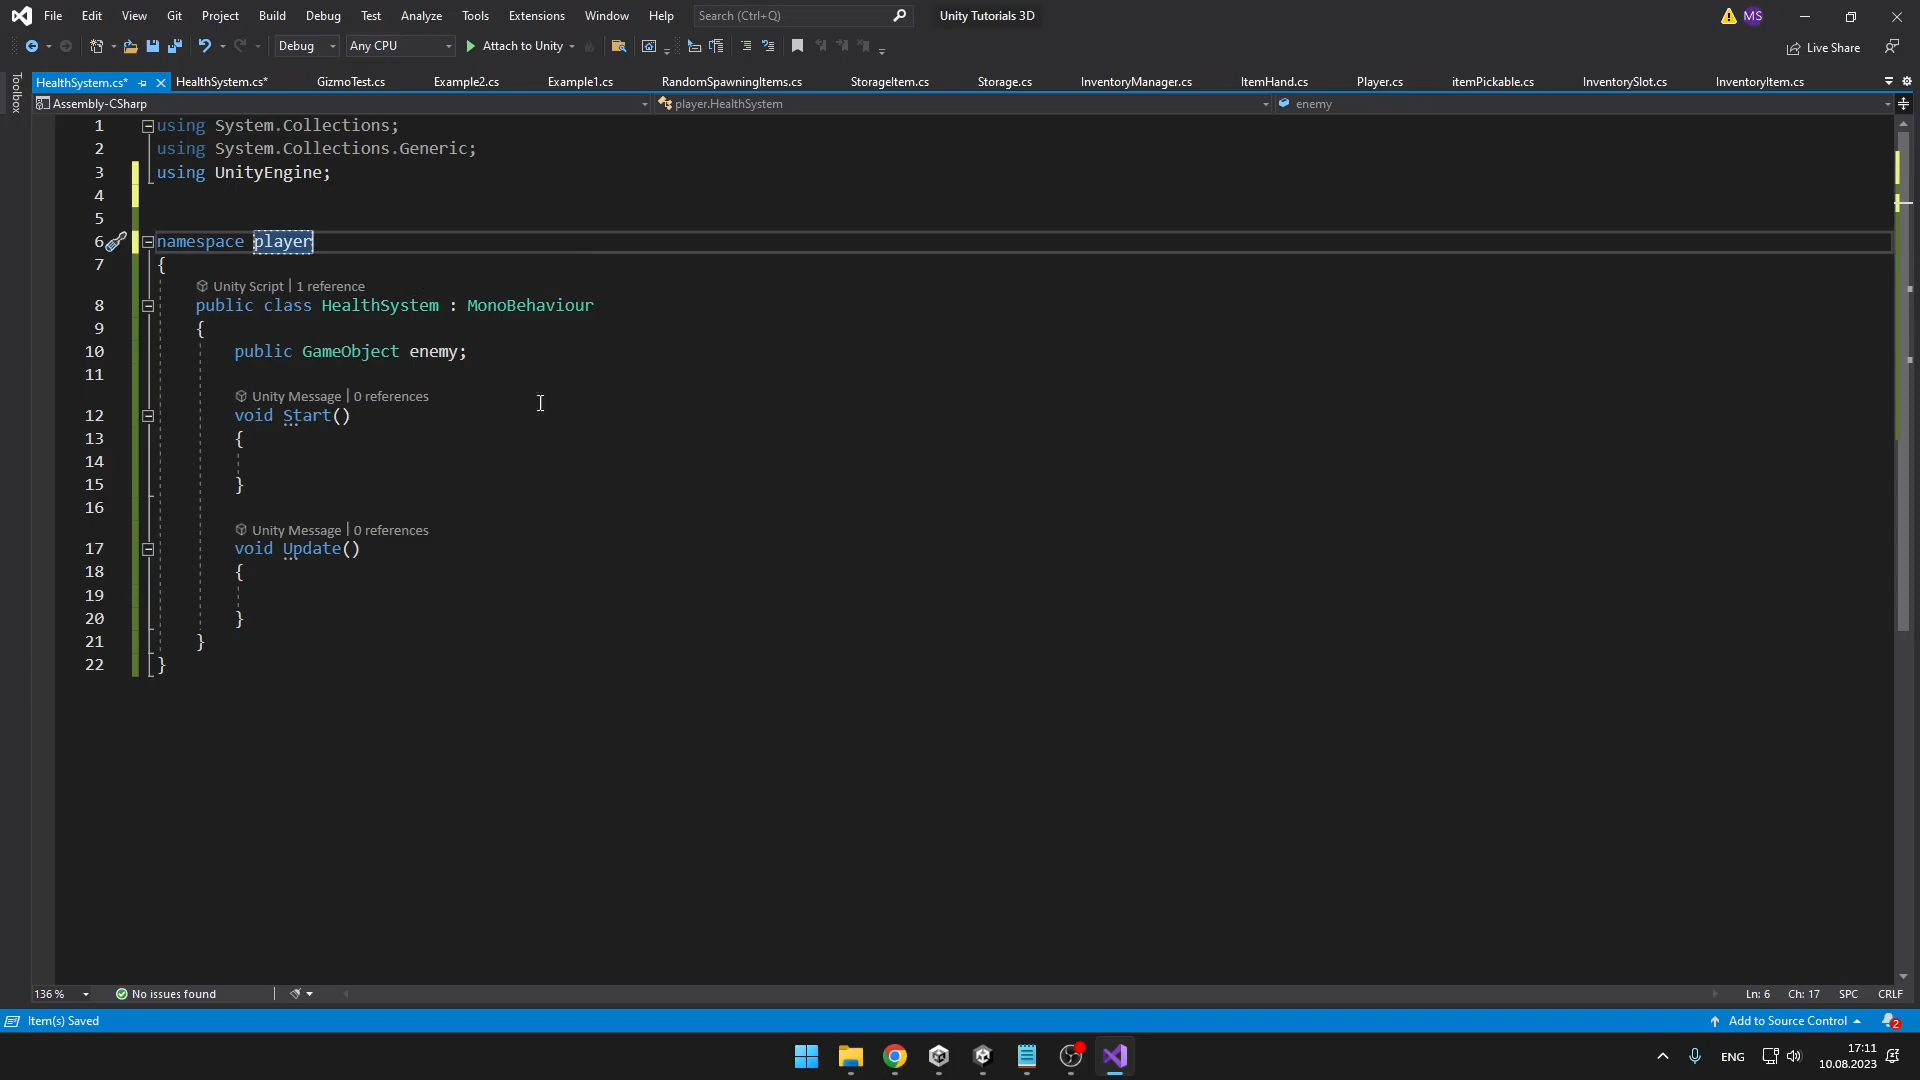 File Edit View Git Project Build Debug Test Analyze Tools Extensions Window Help Search (Ctrl+Q) Unity Tutorials 3D MS
Debug Any CPU Attach to Unity Live Share
Toolbox
HealthSystem.cs* HealthSystem.cs* GizmoTest.cs Example2.cs Example1.cs RandomSpawningItems.cs StorageItem.cs Storage.cs InventoryManager.cs ItemHand.cs Player.cs itemPickable.cs InventorySlot.cs InventoryItem.cs
Assembly-CSharp player.HealthSystem enemy
1 using System.Collections;
2 using System.Collections.Generic;
3 using UnityEngine;
4
5
6 namespace player
7 {
Unity Script | 1 reference
8 public class HealthSystem : MonoBehaviour
9 {
10 public GameObject enemy;
11
Unity Message | 0 references
12 void Start()
13 {
14
15 }
16
Unity Message | 0 references
17 void Update()
18 {
19
20 }
21 }
22 }
136 % No issues found Ln: 6 Ch: 17 SPC CRLF
Item(s) Saved Add to Source Control 2
ENG 17:11
10.08.2023